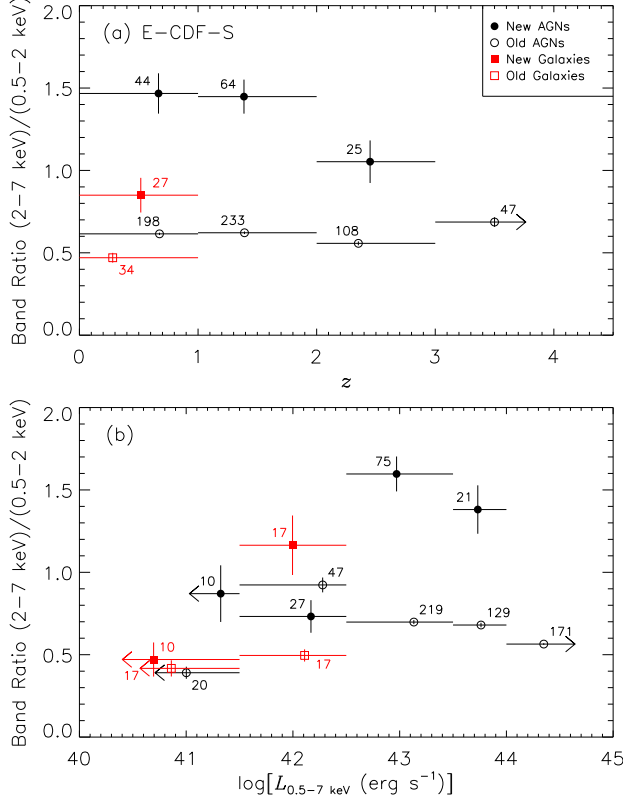 (a) E-CDF-S
New AGNs
Old AGNs
New Galaxies
Old Galaxies
Band Ratio (2−7 keV)/(0.5−2 keV)
2.0
1.5
1.0
0.5
0.0
44
64
25
27
198
233
108
47
34
0 1 2 3 4
z
(b)
Band Ratio (2−7 keV)/(0.5−2 keV)
2.0
1.5
1.0
0.5
0.0
75
21
17
10
47
27
219
129
171
10
17
17
20
40 41 42 43 44 45
log[L0.5−7 keV (erg s−1)]